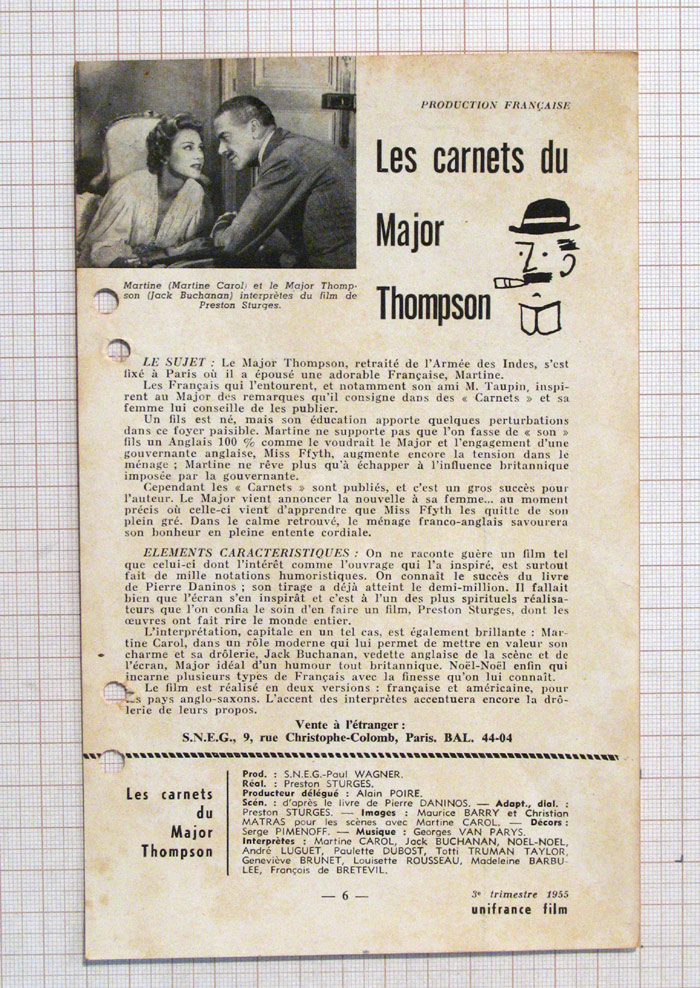 PRODUCTION FRANÇAISE
Les carnets du
Major
Thompson
Martine (Martine Carol) et le Major Thomp-
son (Jack Buchanan) interprètes du film de
Preston Sturges.
LE SUJET : Le Major Thompson, retraité de l'Armée des Indes, s'est
fixé à Paris où il a épousé une adorable Française, Martine.
Les Français qui l'entourent, et notamment son ami M. Taupin, inspi-
rent au Major des remarques qu'il consigne dans des « Carnets » et sa
femme lui conseille de les publier.
Un fils est né, mais son éducation apporte quelques perturbations
dans ce foyer paisible. Martine ne supporte pas que l'on fasse de « son »
fils un Anglais 100 % comme le voudrait le Major et l'engagement d'une
gouvernante anglaise, Miss Ffyth, augmente encore la tension dans le
ménage ; Martine ne rêve plus qu'à échapper à l'influence britannique
imposée par la gouvernante.
Cependant les « Carnets » sont publiés, et c'est un gros succès pour
l'auteur. Le Major vient annoncer la nouvelle à sa femme... au moment
précis où celle-ci vient d'apprendre que Miss Ffyth les quitte de son
plein gré. Dans le calme retrouvé, le ménage franco-anglais savourera
son bonheur en pleine entente cordiale.
ELEMENTS CARACTERISTIQUES : On ne raconte guère un film tel
que celui-ci dont l'intérêt comme l'ouvrage qui l'a inspiré, est surtout
fait de mille notations humoristiques. On connaît le succès du livre
de Pierre Daninos ; son tirage a déjà atteint le demi-million. Il fallait
bien que l'écran s'en inspirât et c'est à l'un des plus spirituels réalisa-
teurs que l'on confia le soin d'en faire un film, Preston Sturges, dont les
œuvres ont fait rire le monde entier.
L'interprétation, capitale en un tel cas, est également brillante : Mar-
tine Carol, dans un rôle moderne qui lui permet de mettre en valeur son
charme et sa drôlerie, Jack Buchanan, vedette anglaise de la scène et de
l'écran, Major idéal d'un humour tout britannique. Noël-Noël enfin qui
incarne plusieurs types de Français avec la finesse qu'on lui connaît.
Le film est réalisé en deux versions : française et américaine, pour
les pays anglo-saxons. L'accent des interprètes accentuera encore la drô-
lerie de leurs propos.
Vente à l'étranger :
S.N.E.G., 9, rue Christophe-Colomb, Paris. BAL. 44-04
Les carnets
du
Major
Thompson
Prod. : S.N.E.G.-Paul WAGNER.
Réal. : Preston STURGES.
Producteur délégué : Alain POIRE.
Scén. : d'après le livre de Pierre DANINOS. — Adapt., dial. :
Preston STURGES. — Images : Maurice BARRY et Christian
MATRAS pour les scènes avec Martine CAROL. — Décors :
Serge PIMENOFF. — Musique : Georges VAN PARYS.
Interprètes : Martine CAROL, Jack BUCHANAN, NOEL-NOEL,
André LUGUET, Paulette DUBOST, Totti TRUMAN TAYLOR,
Geneviève BRUNET, Louisette ROUSSEAU, Madeleine BARBU-
LEE, François de BRETEVIL.
— 6 —
3e trimestre 1955
unifrance film